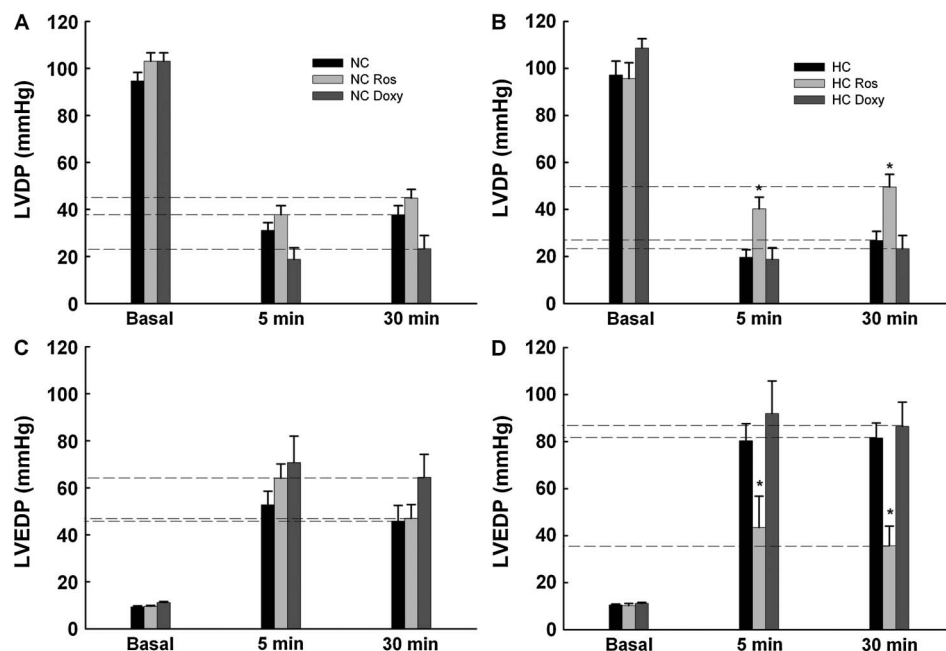 A
120
100
80
60
40
20
0
LVDP (mmHg)
NC
NC Ros
NC Doxy
Basal 5 min 30 min
B
120
100
80
60
40
20
0
LVDP (mmHg)
HC
HC Ros
HC Doxy
*
*
Basal 5 min 30 min
C
120
100
80
60
40
20
0
LVEDP (mmHg)
Basal 5 min 30 min
D
120
100
80
60
40
20
0
LVEDP (mmHg)
*
*
Basal 5 min 30 min